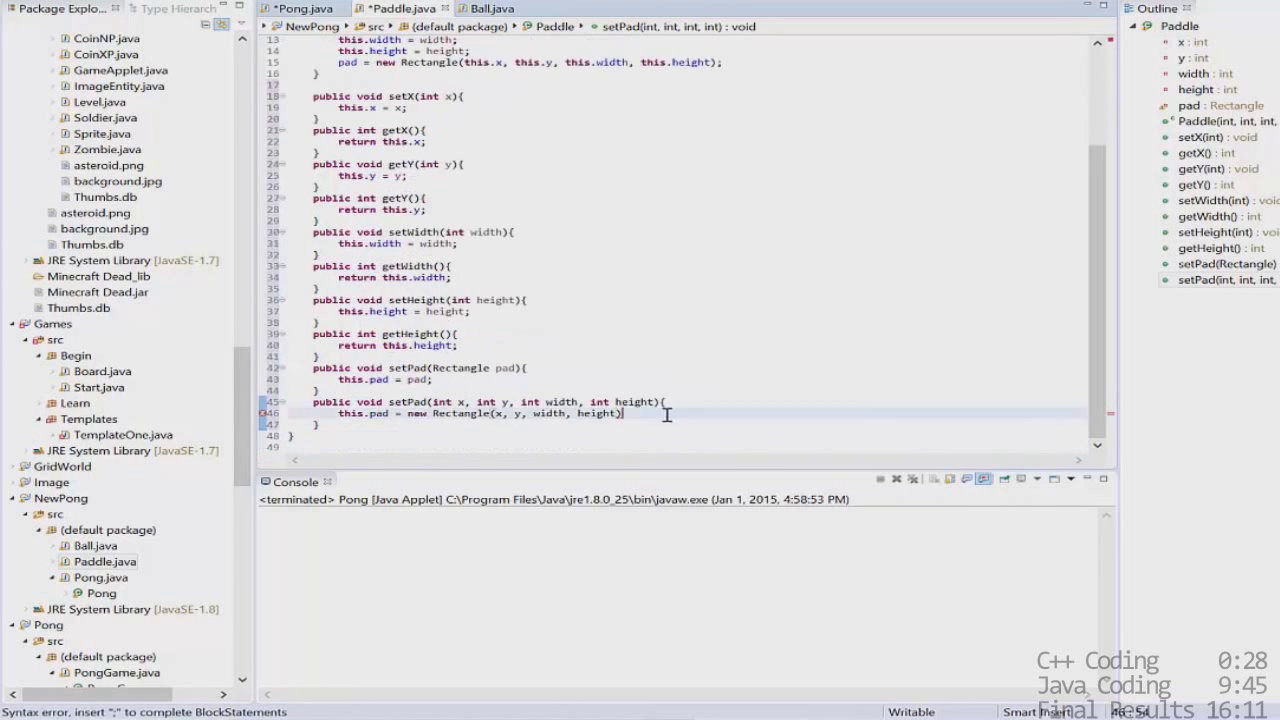 Package Explo...
Type Hierarch
*Pong.java
*Paddle.java
Ball.java
Outline
NewPong
src
(default package)
Paddle
setPad(int, int, int, int) : void
CoinNP.java
CoinXP.java
GameApplet.java
ImageEntity.java
Level.java
Soldier.java
Sprite.java
Zombie.java
asteroid.png
background.jpg
Thumbs.db
asteroid.png
background.jpg
Thumbs.db
JRE System Library [JavaSE-1.7]
Minecraft Dead_lib
Minecraft Dead.jar
Thumbs.db
Games
src
Begin
Board.java
Start.java
Learn
Templates
TemplateOne.java
JRE System Library [JavaSE-1.7]
GridWorld
Image
NewPong
src
(default package)
Ball.java
Paddle.java
Pong.java
Pong
JRE System Library [JavaSE-1.8]
Pong
src
(default package)
PongGame.java
13 this.width = width;
14 this.height = height;
15 pad = new Rectangle(this.x, this.y, this.width, this.height);
16 }
17
18 public void setX(int x){
19 this.x = x;
20 }
21 public int getX(){
22 return this.x;
23 }
24 public void getY(int y){
25 this.y = y;
26 }
27 public int getY(){
28 return this.y;
29 }
30 public void setWidth(int width){
31 this.width = width;
32 }
33 public int getWidth(){
34 return this.width;
35 }
36 public void setHeight(int height){
37 this.height = height;
38 }
39 public int getHeight(){
40 return this.height;
41 }
42 public void setPad(Rectangle pad){
43 this.pad = pad;
44 }
45 public void setPad(int x, int y, int width, int height){
46 this.pad = new Rectangle(x, y, width, height)
47 }
48 }
49
Paddle
x : int
y : int
width : int
height : int
pad : Rectangle
Paddle(int, int, int,
setX(int) : void
getX() : int
getY(int) : void
getY() : int
setWidth(int) : void
getWidth() : int
setHeight(int) : void
getHeight() : int
setPad(Rectangle)
setPad(int, int, int,
Console
<terminated> Pong [Java Applet] C:\Program Files\Java\jre1.8.0_25\bin\javaw.exe (Jan 1, 2015, 4:58:53 PM)
C++ Coding 0:28
Java Coding 9:45
Final Results 16:11
Syntax error, insert ";" to complete BlockStatements
Writable
Smart Insert
46 : 54